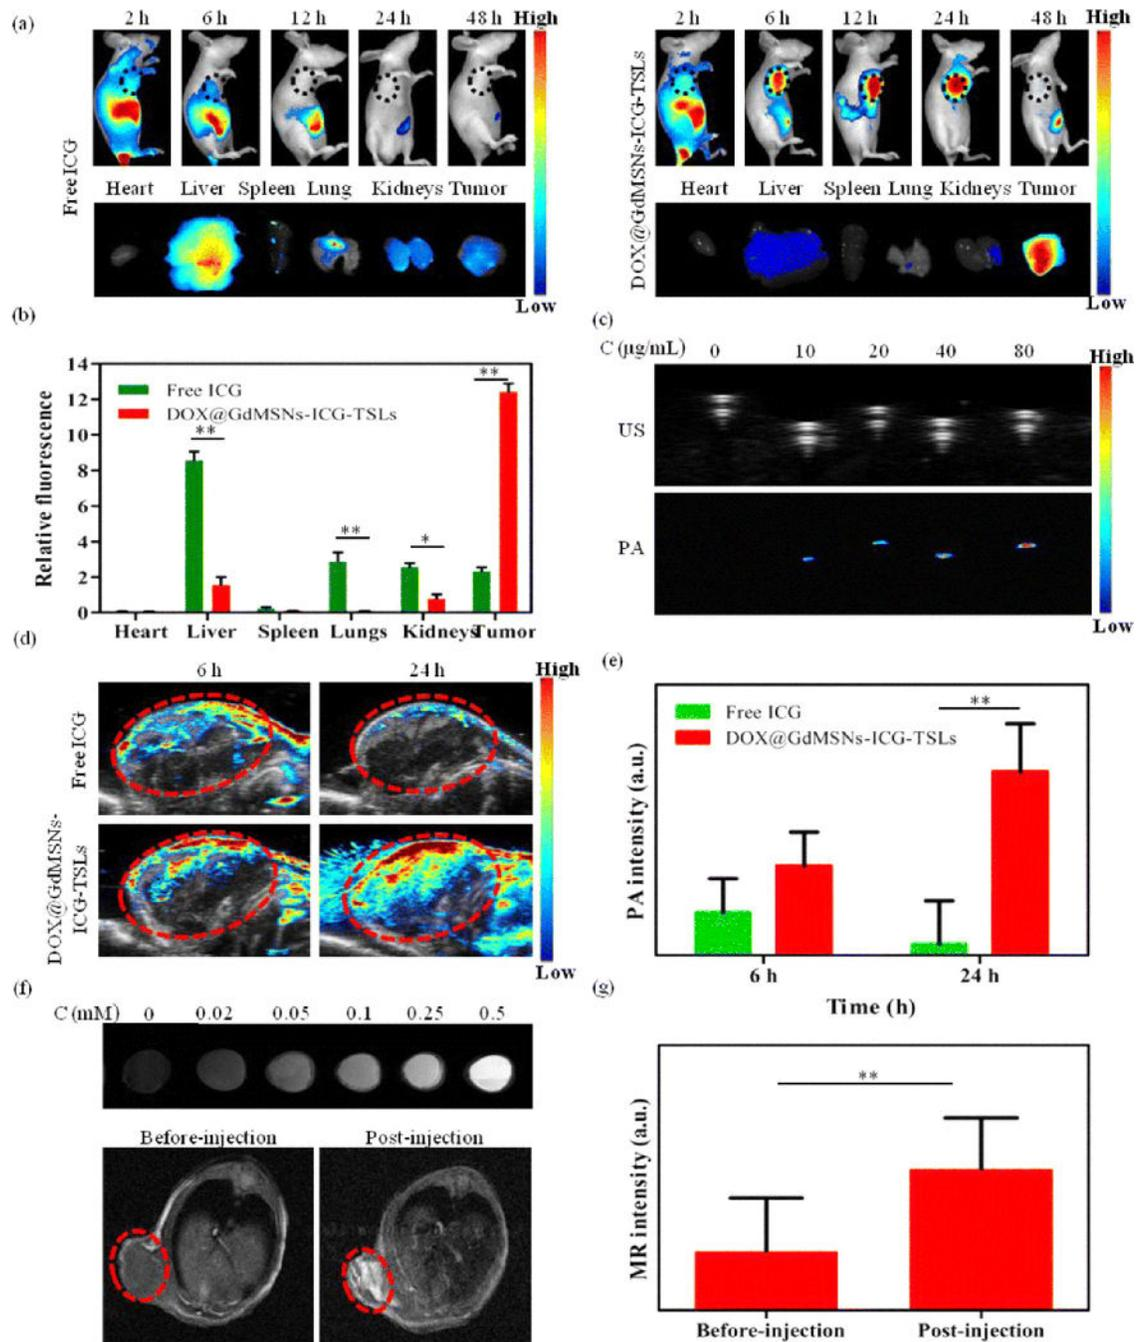 (a)
2 h 6 h 12 h 24 h 48 h High
Free ICG
Heart Liver Spleen Lung Kidneys Tumor
Low
2 h 6 h 12 h 24 h 48 h High
DOX@GdMSNs-ICG-TSLs
Heart Liver Spleen Lung Kidneys Tumor
Low
(b)
14
12
10
8
6
4
2
0
Relative fluorescence
Free ICG
DOX@GdMSNs-ICG-TSLs
**
**
*
**
Heart Liver Spleen Lungs Kidneys Tumor
(c)
C (μg/mL) 0 10 20 40 80 High
US
PA
Low
(d)
6 h 24 h High
Free ICG
DOX@GdMSNs-
ICG-TSLs
Low
(e)
Free ICG
DOX@GdMSNs-ICG-TSLs
**
PA intensity (a.u.)
6 h 24 h
Time (h)
(f)
C (mM) 0 0.02 0.05 0.1 0.25 0.5
Before-injection Post-injection
(g)
**
MR intensity (a.u.)
Before-injection Post-injection